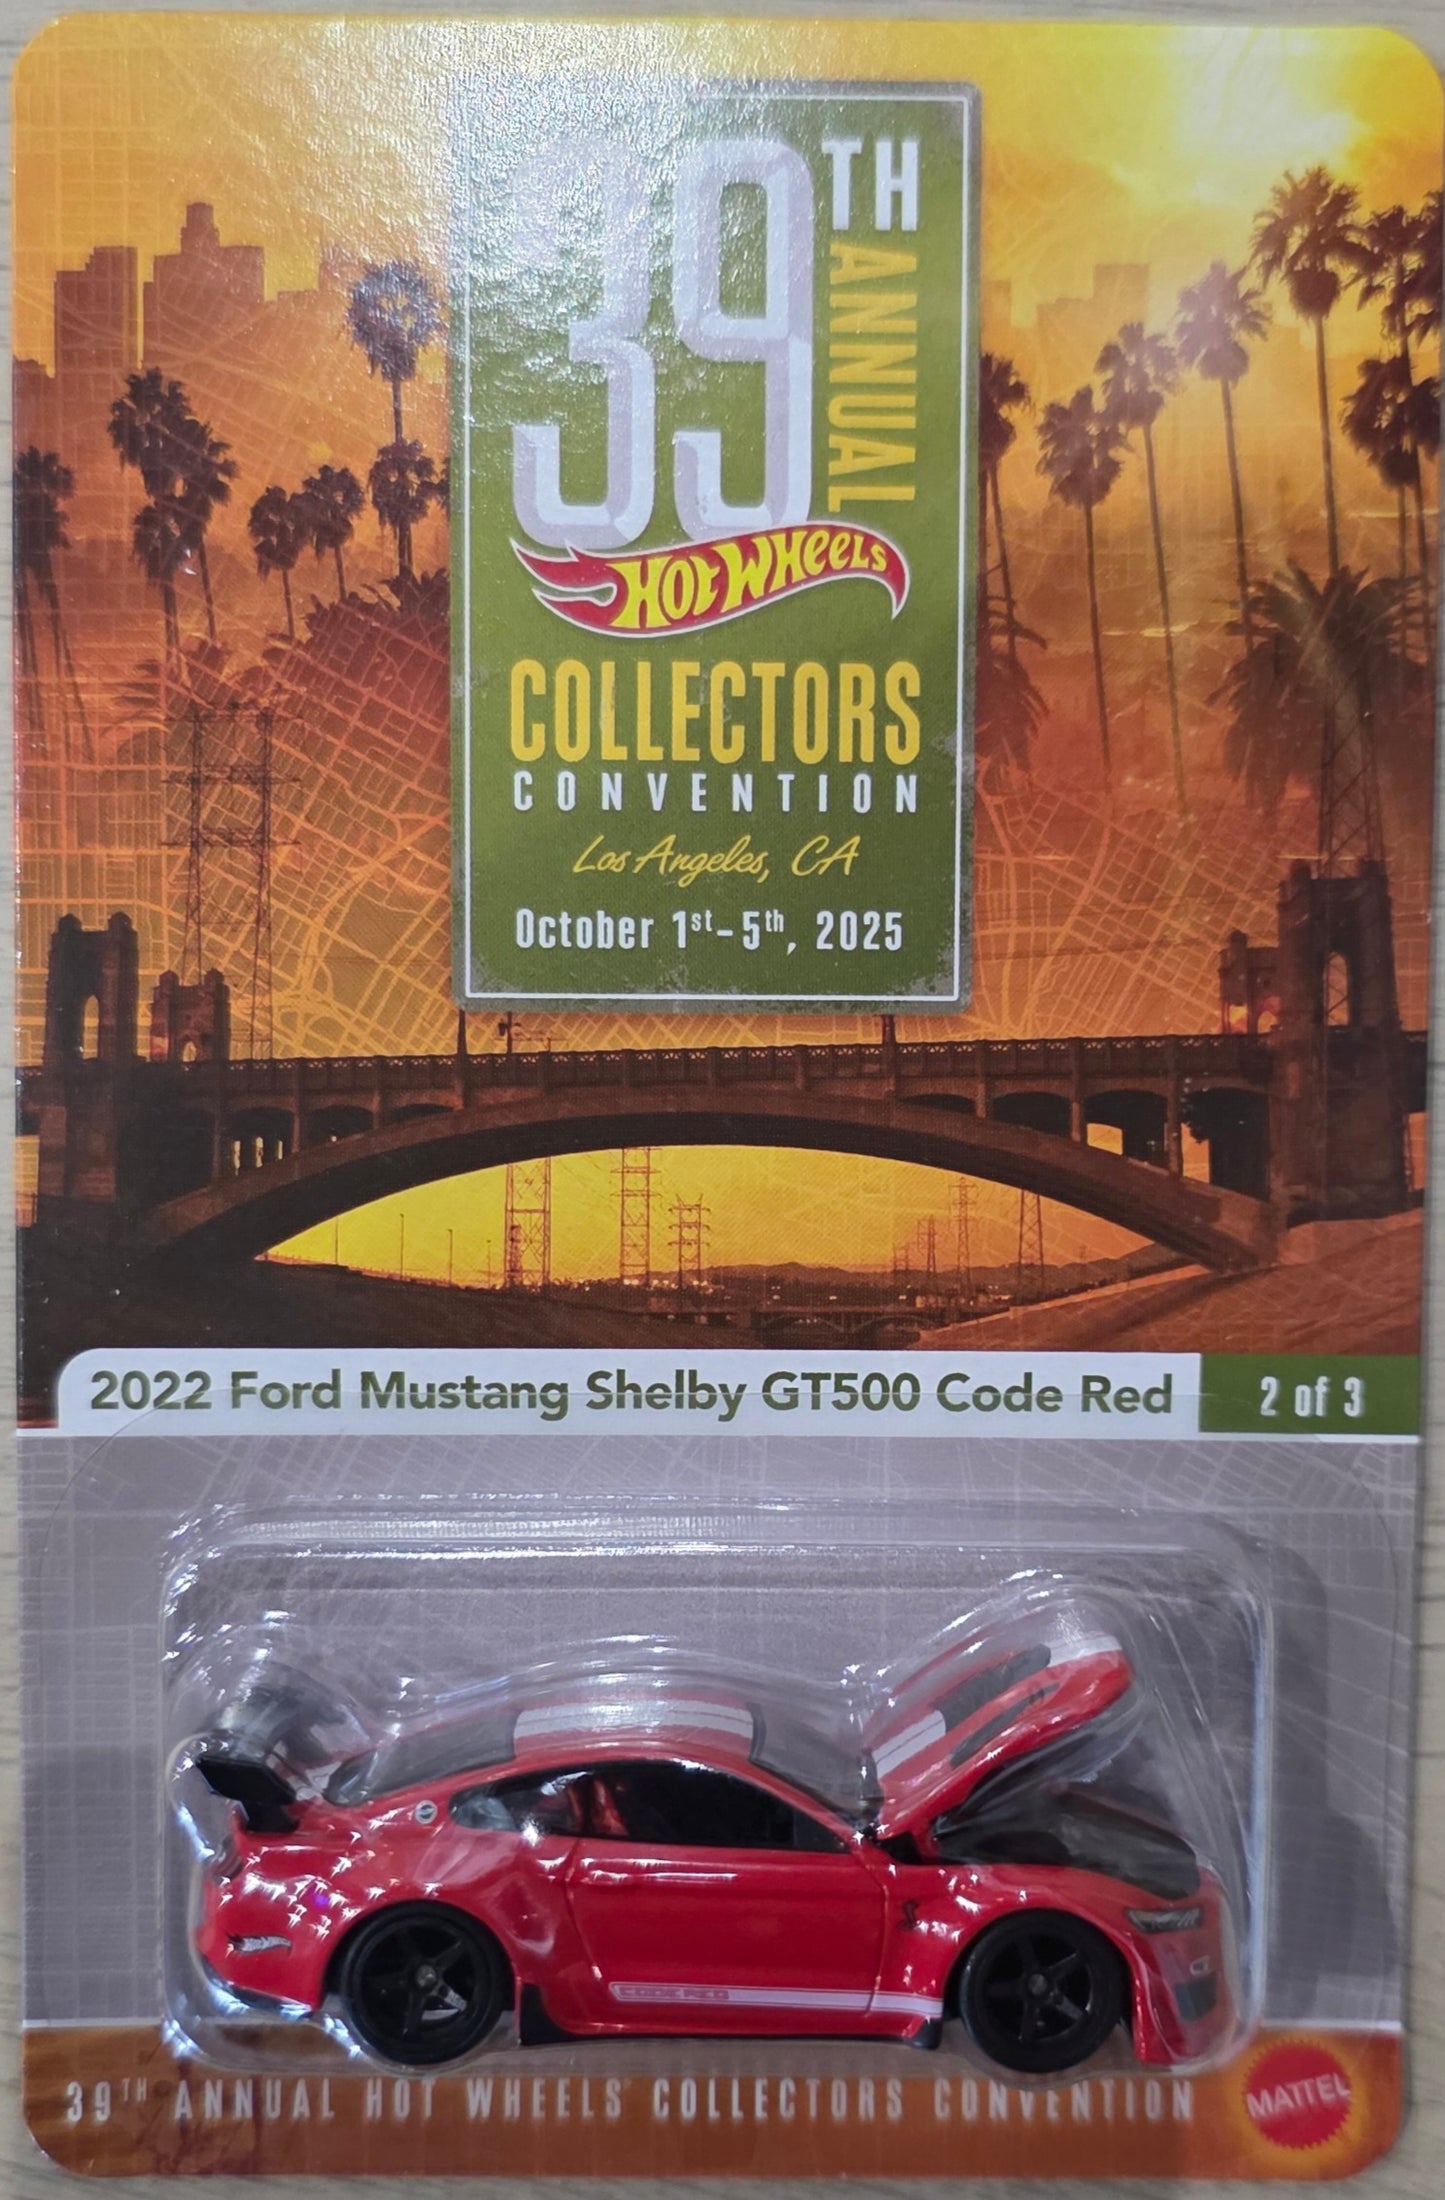 39TH
ANNUAL
HOT WHEELS
COLLECTORS
CONVENTION
Los Angeles, CA
October 1st-5th, 2025
2022 Ford Mustang Shelby GT500 Code Red
2 of 3
CODE RED
39TH ANNUAL HOT WHEELS COLLECTORS CONVENTION
MATTEL